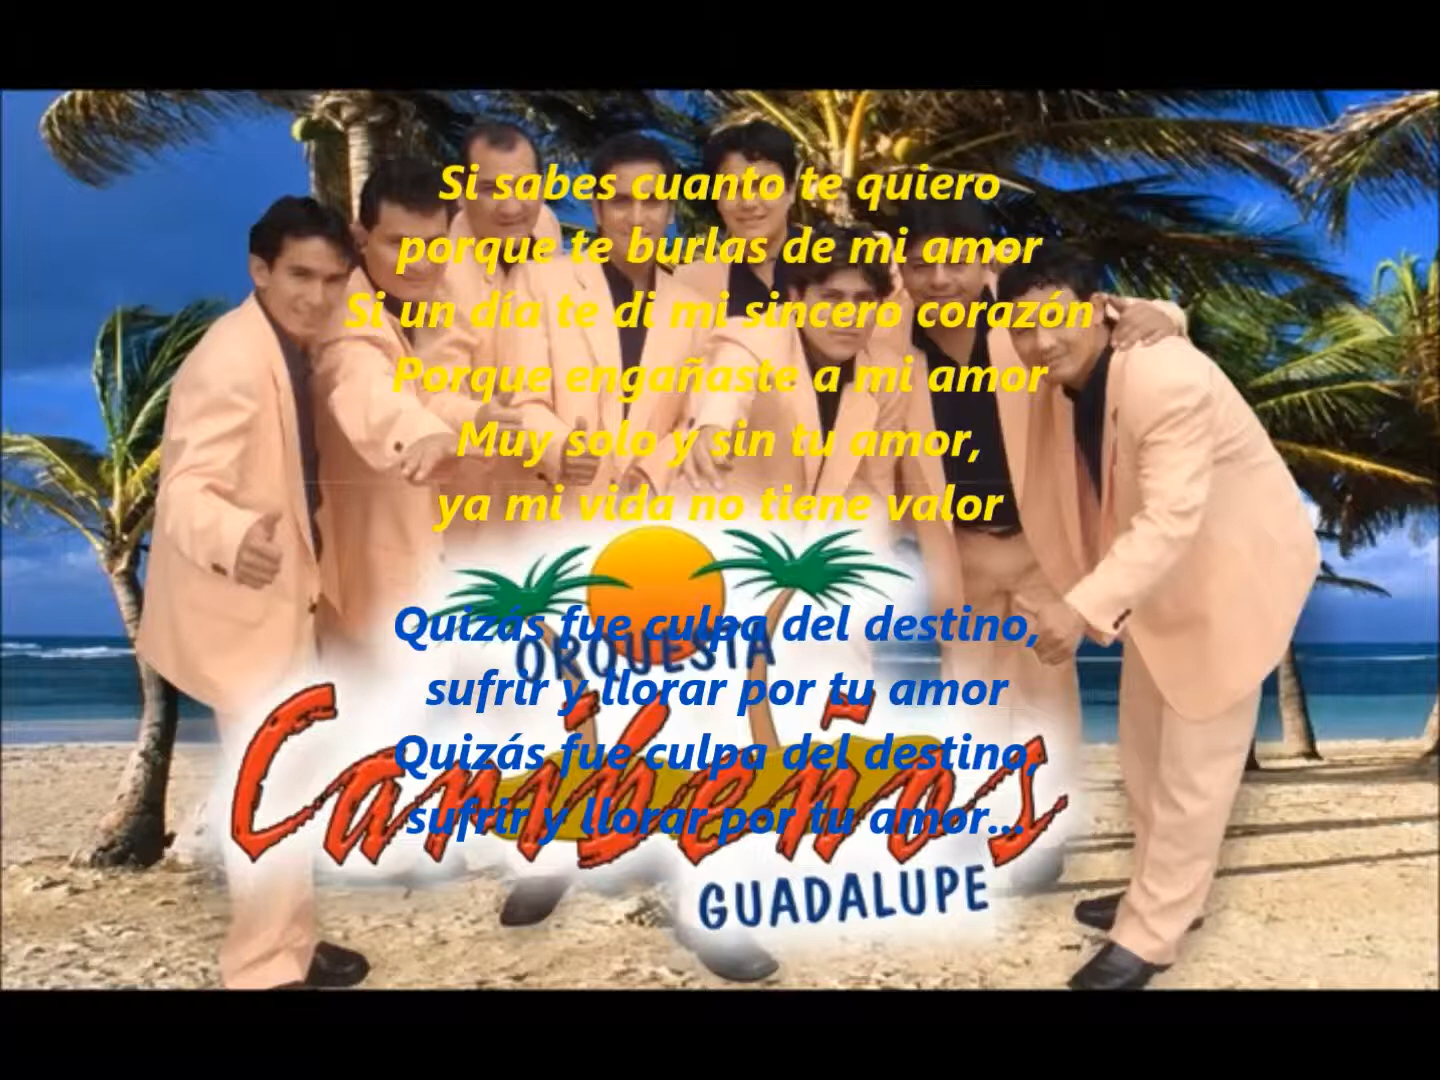 Si sabes cuanto te quiero
porque te burlas de mi amor
Si un día te di mi sincero corazón
Porque engañaste a mi amor
Muy solo y sin tu amor,
ya mi vida no tiene valor
Quizás fue culpa del destino,
ORQUESTA
sufrir y llorar por tu amor
Quizás fue culpa del destino,
Caribeños
sufrir y llorar por tu amor...
GUADALUPE